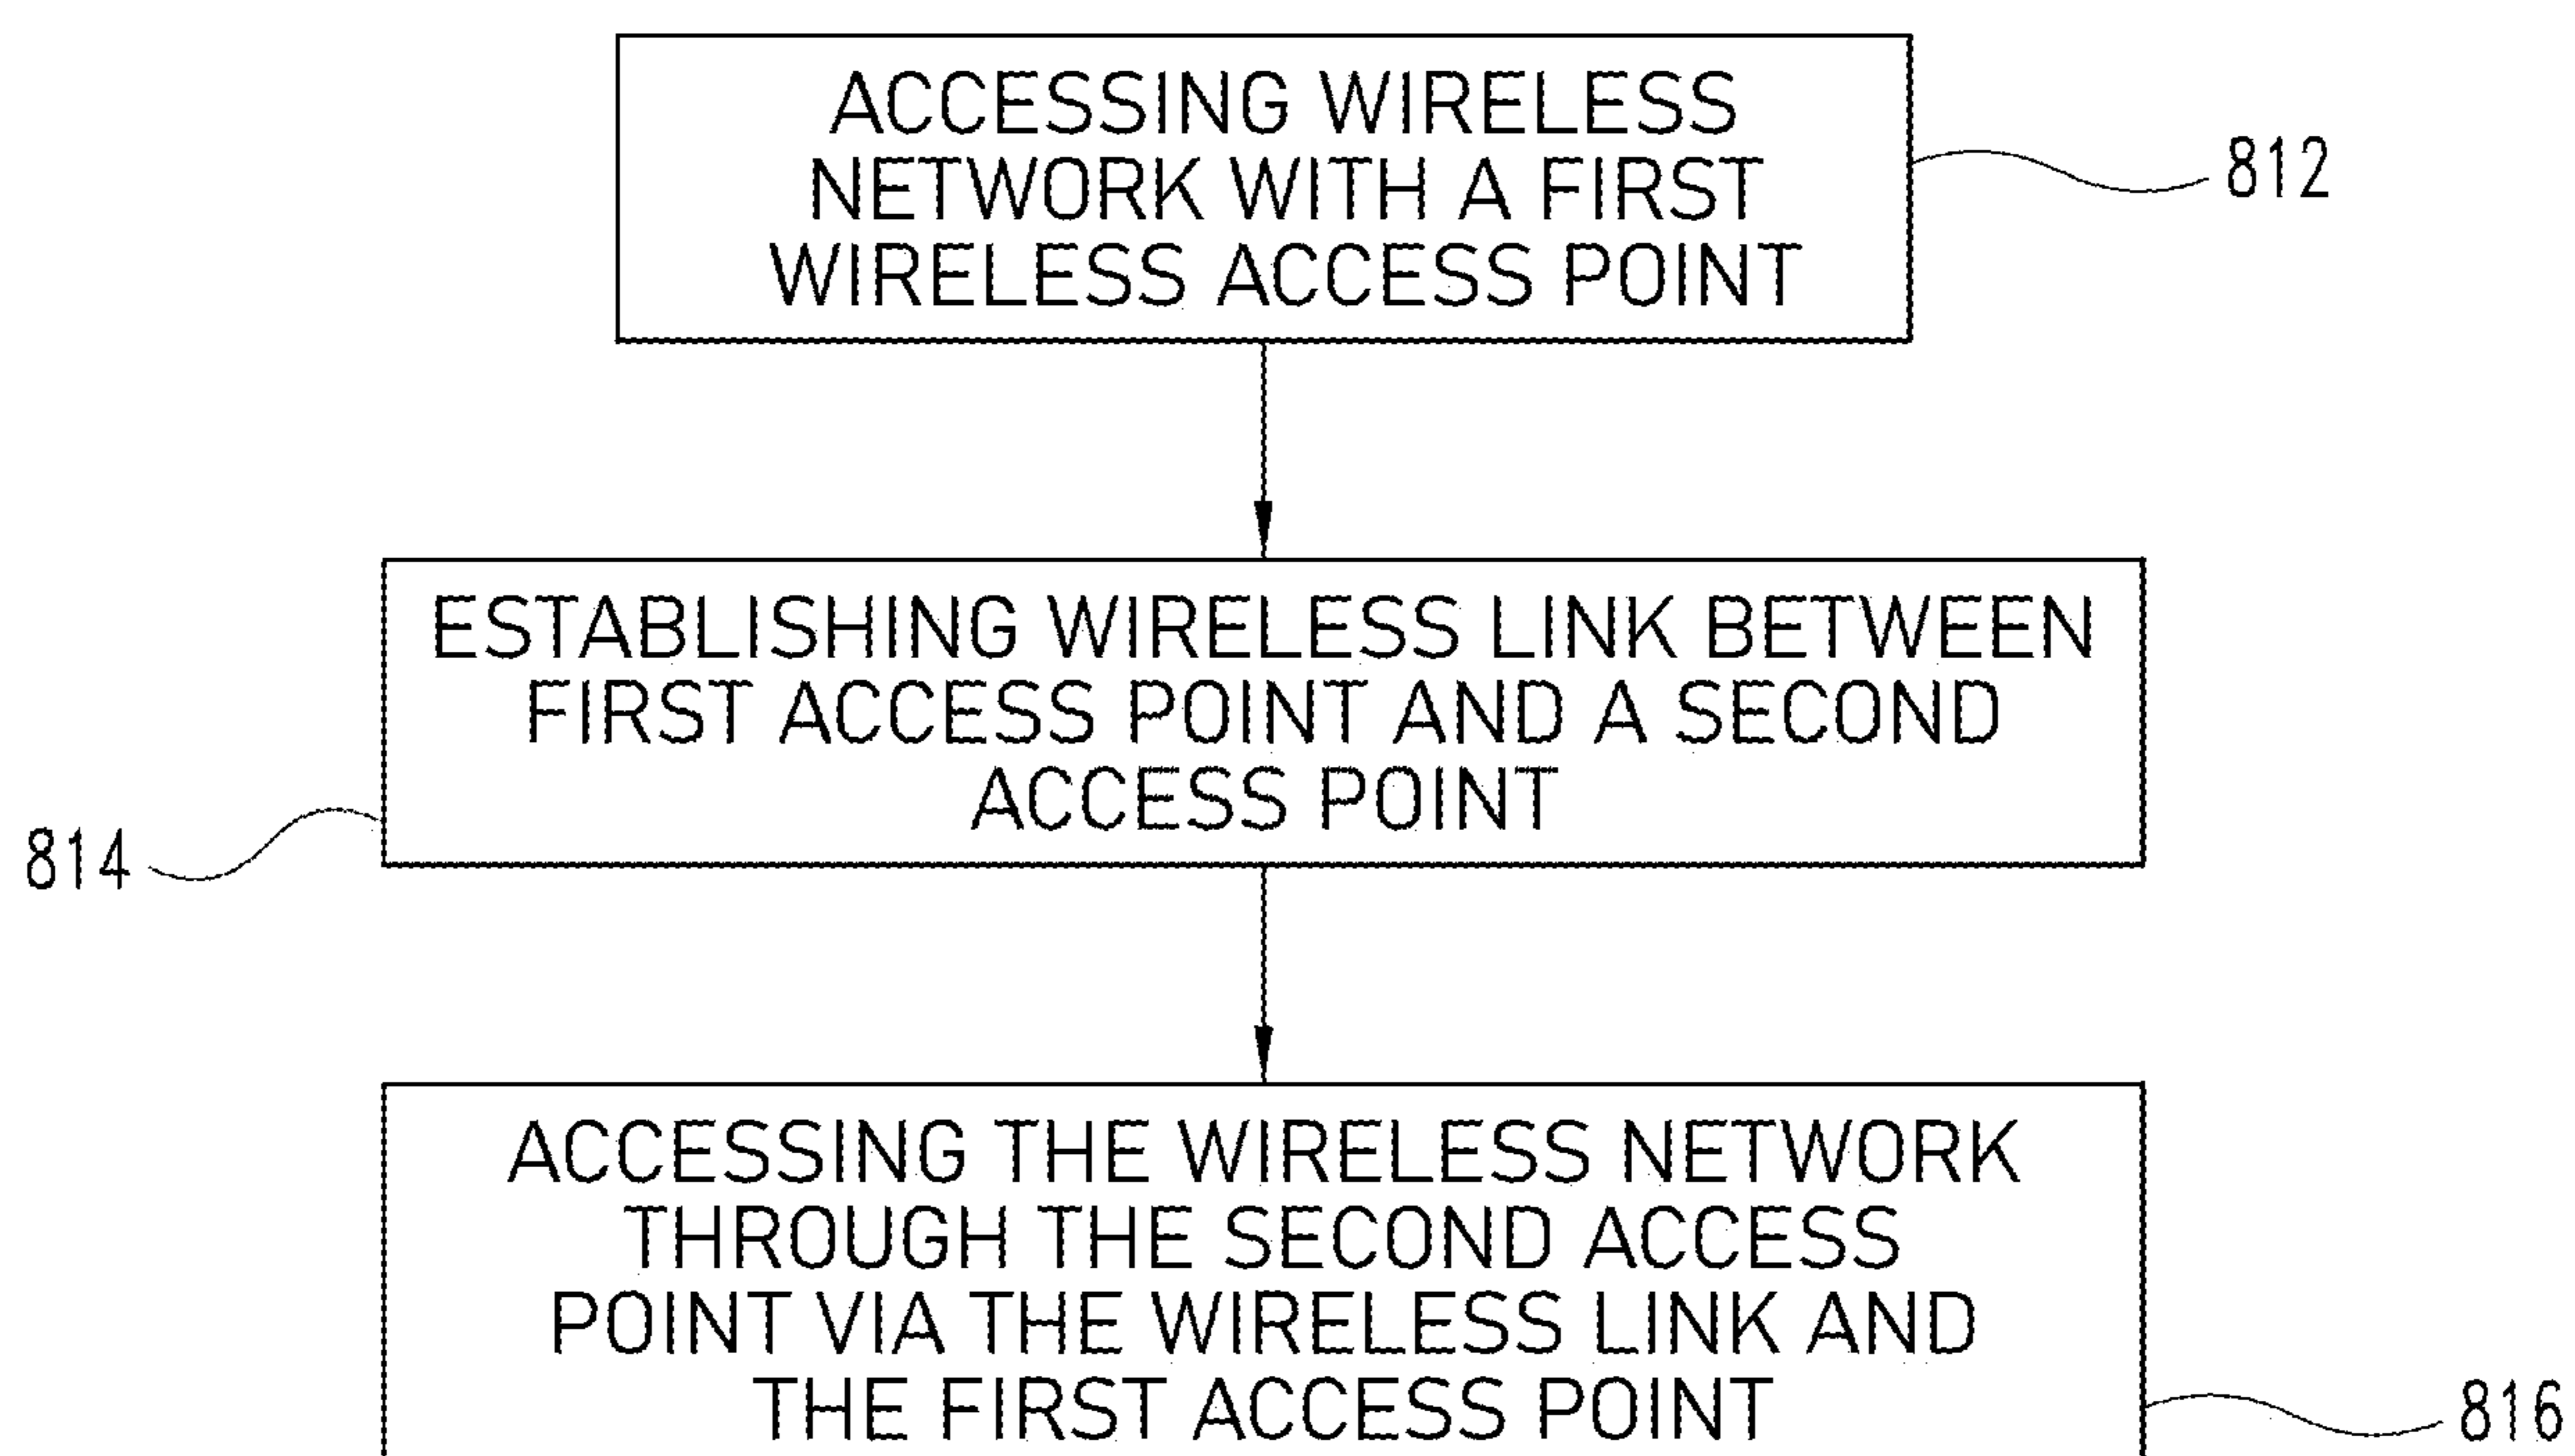 ACCESSING WIRELESS
NETWORK WITH A FIRST
WIRELESS ACCESS POINT
812
ESTABLISHING WIRELESS LINK BETWEEN
FIRST ACCESS POINT AND A SECOND
ACCESS POINT
814
ACCESSING THE WIRELESS NETWORK
THROUGH THE SECOND ACCESS
POINT VIA THE WIRELESS LINK AND
THE FIRST ACCESS POINT
816